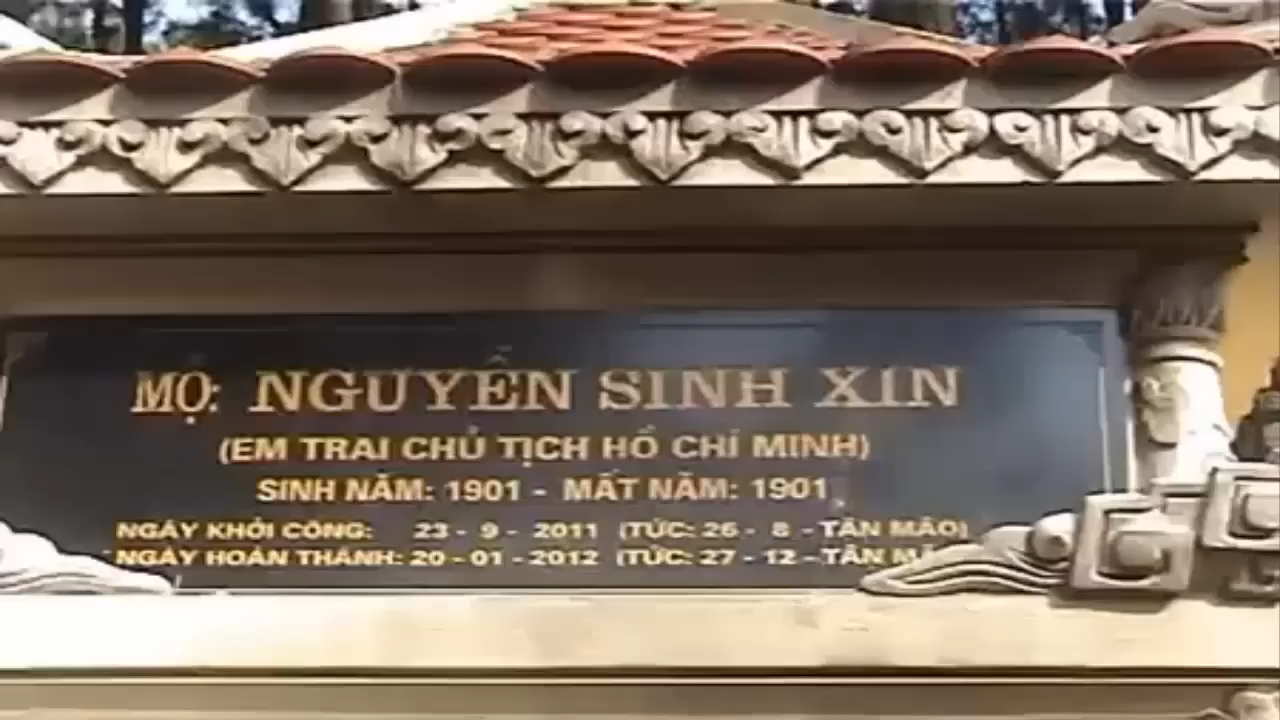 MỘ: NGUYỄN SINH XIN
(EM TRAI CHỦ TỊCH HỒ CHÍ MINH)
SINH NĂM: 1901 - MẤT NĂM: 1901
NGÀY KHỞI CÔNG: 23 - 9 - 2011 (TỨC: 26 - 8 - TÂN MÃO)
NGÀY HOÀN THÀNH: 20 - 01 - 2012 (TỨC: 27 - 12 - TÂN